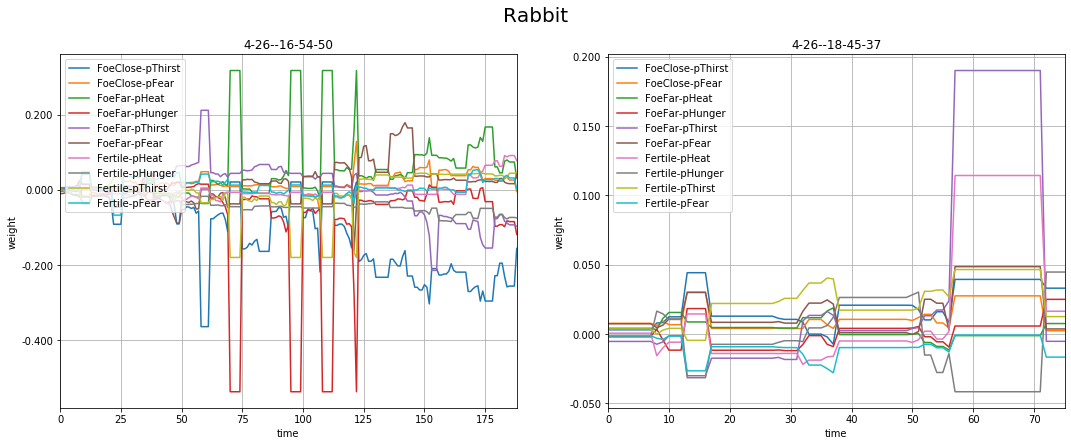 Rabbit
4-26--16-54-50
FoeClose-pThirst
FoeClose-pFear
FoeFar-pHeat
FoeFar-pHunger
FoeFar-pThirst
FoeFar-pFear
Fertile-pHeat
Fertile-pHunger
Fertile-pThirst
Fertile-pFear
0.200
0.000
-0.200
-0.400
weight
0 25 50 75 100 125 150 175
time
4-26--18-45-37
FoeClose-pThirst
FoeClose-pFear
FoeFar-pHeat
FoeFar-pHunger
FoeFar-pThirst
FoeFar-pFear
Fertile-pHeat
Fertile-pHunger
Fertile-pThirst
Fertile-pFear
0.200
0.150
0.100
0.050
0.000
-0.050
weight
0 10 20 30 40 50 60 70
time